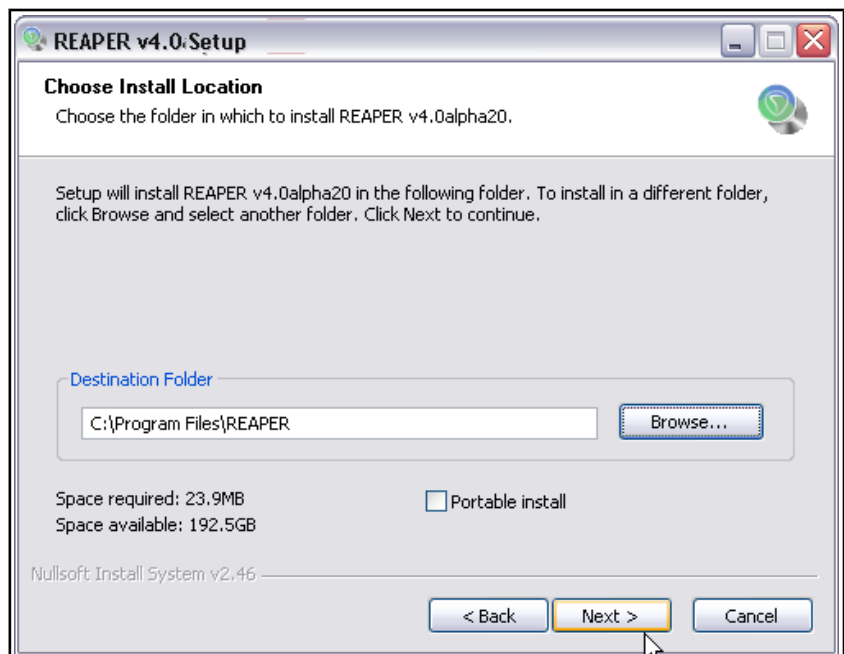 REAPER v4.0 Setup
Choose Install Location
Choose the folder in which to install REAPER v4.0alpha20.
Setup will install REAPER v4.0alpha20 in the following folder. To install in a different folder,
click Browse and select another folder. Click Next to continue.
Destination Folder
C:\Program Files\REAPER
Browse...
Space required: 23.9MB
Portable install
Space available: 192.5GB
Nullsoft Install System v2.46
< Back
Next >
Cancel